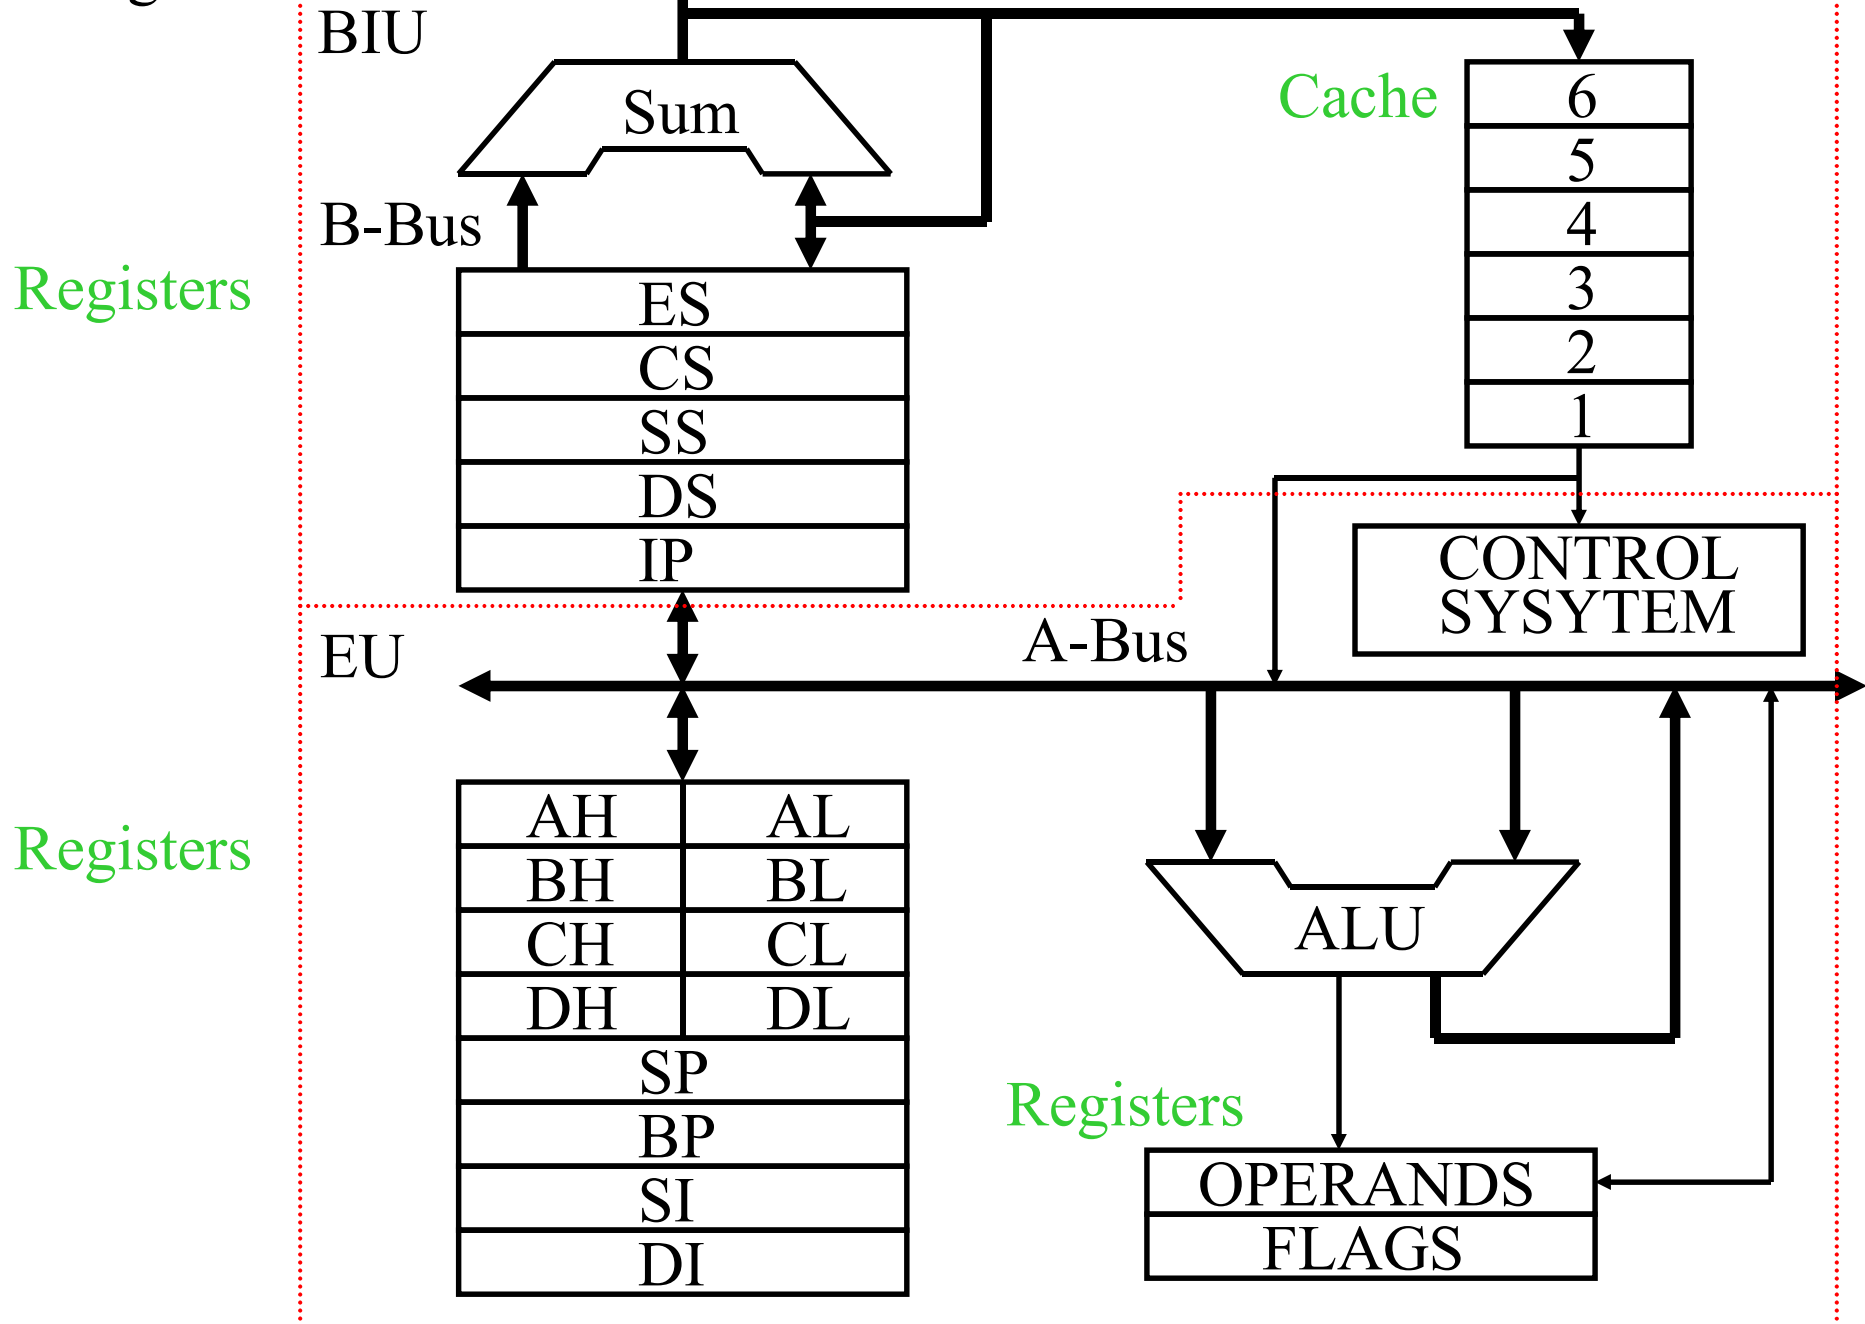 BIU
Sum
Cache
6
5
4
3
2
1
B-Bus
Registers
ES
CS
SS
DS
IP
CONTROL
SYSYTEM
EU
A-Bus
Registers
AH AL
BH BL
CH CL
DH DL
SP
BP
SI
DI
ALU
Registers
OPERANDS
FLAGS